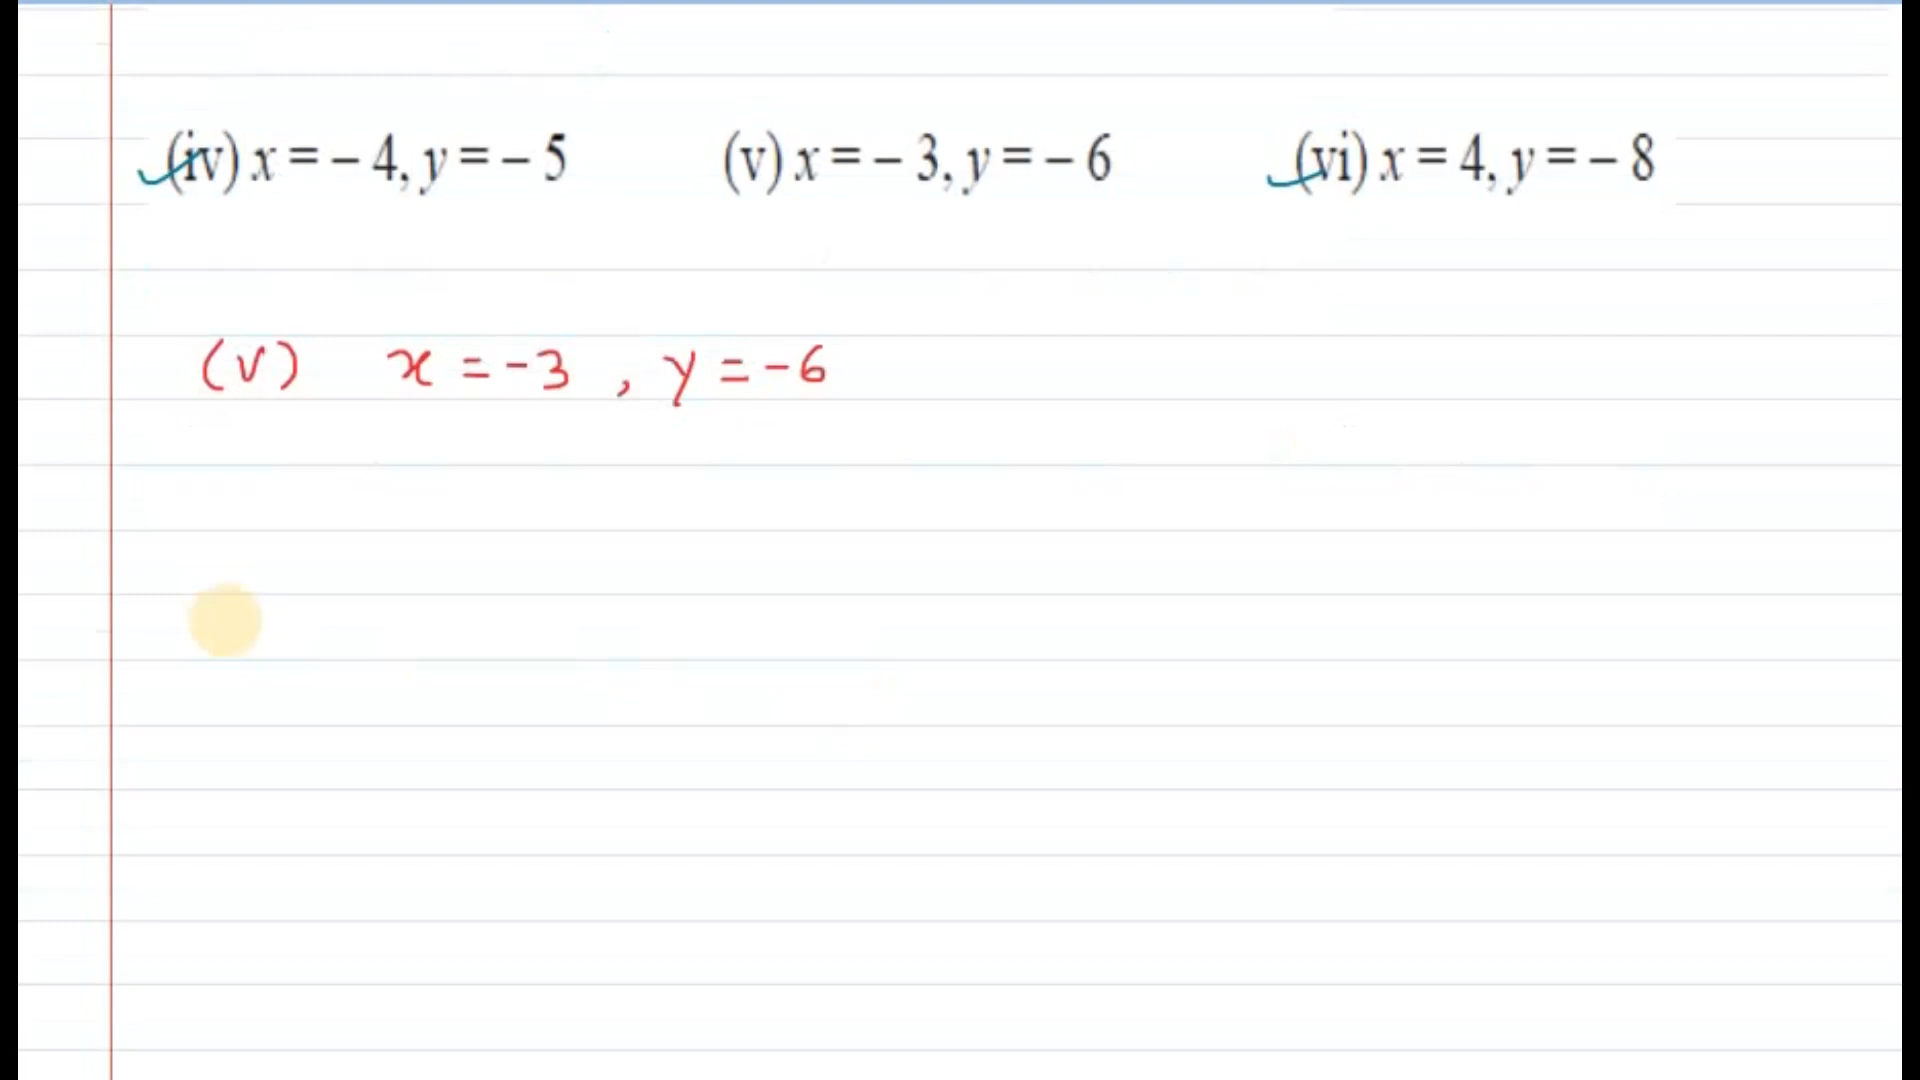 (iv) x = – 4, y = – 5 (v) x = – 3, y = – 6 (vi) x = 4, y = – 8
(v) x = -3 , y = -6